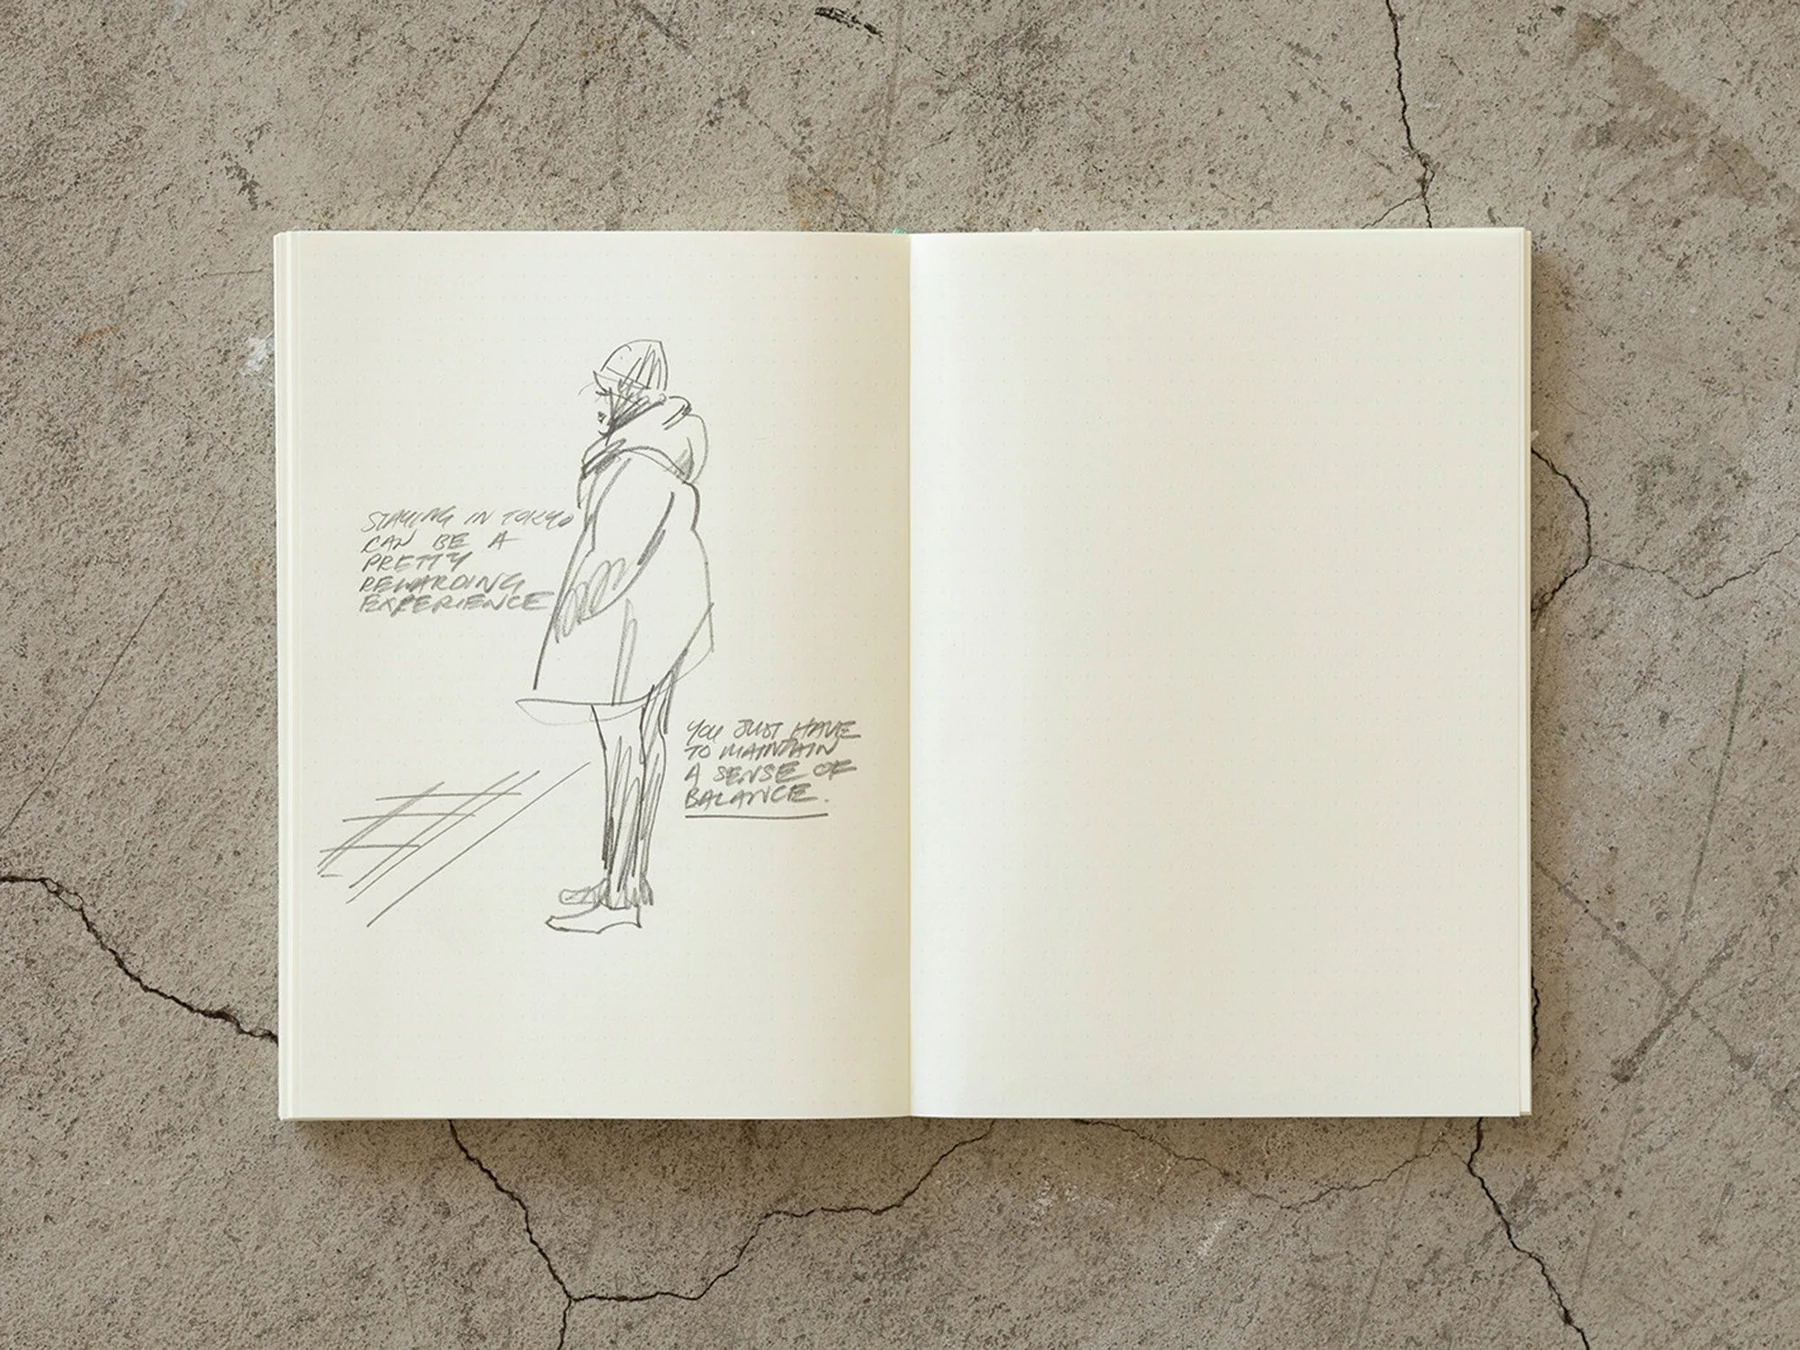 STAYING IN TOKYO
CAN BE A
PRETTY
REWARDING
EXPERIENCE
YOU JUST HAVE
TO MAINTAIN
A SENSE OF
BALANCE.